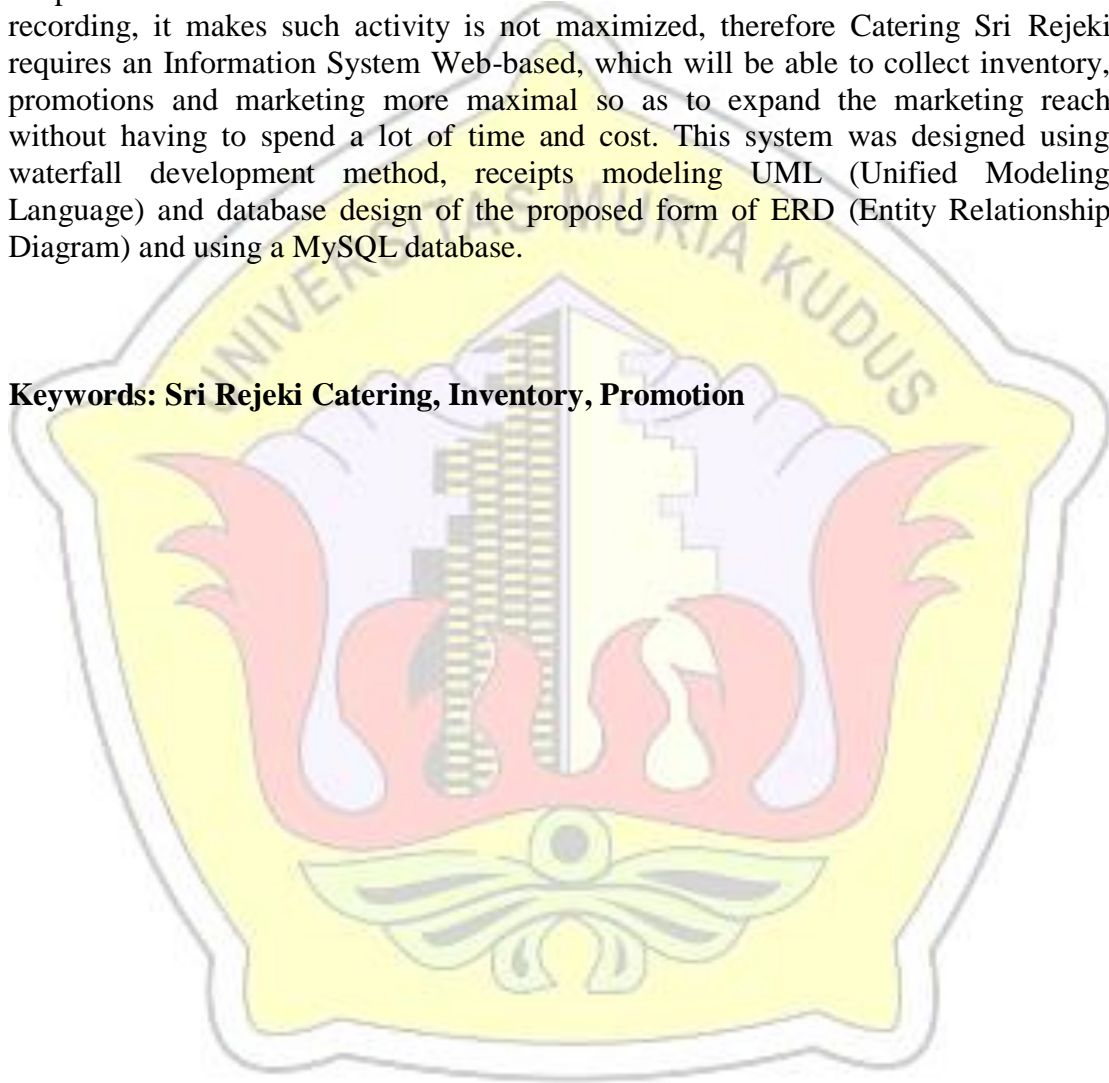 recording, it makes such activity is not maximized, therefore Catering Sri Rejeki
requires an Information System Web-based, which will be able to collect inventory,
promotions and marketing more maximal so as to expand the marketing reach
without having to spend a lot of time and cost. This system was designed using
waterfall development method, receipts modeling UML (Unified Modeling
Language) and database design of the proposed form of ERD (Entity Relationship
Diagram) and using a MySQL database.
UNIVERSITAS MURIA KUDUS
Keywords: Sri Rejeki Catering, Inventory, Promotion